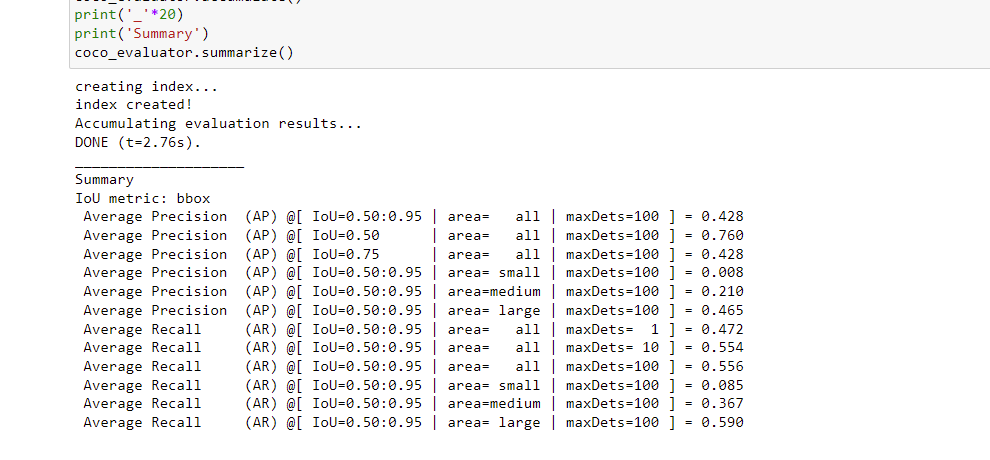 print('_'*20)
print('Summary')
coco_evaluator.summarize()
creating index...
index created!
Accumulating evaluation results...
DONE (t=2.76s).
____________________
Summary
IoU metric: bbox
 Average Precision  (AP) @[ IoU=0.50:0.95 | area=   all | maxDets=100 ] = 0.428
 Average Precision  (AP) @[ IoU=0.50      | area=   all | maxDets=100 ] = 0.760
 Average Precision  (AP) @[ IoU=0.75      | area=   all | maxDets=100 ] = 0.428
 Average Precision  (AP) @[ IoU=0.50:0.95 | area= small | maxDets=100 ] = 0.008
 Average Precision  (AP) @[ IoU=0.50:0.95 | area=medium | maxDets=100 ] = 0.210
 Average Precision  (AP) @[ IoU=0.50:0.95 | area= large | maxDets=100 ] = 0.465
 Average Recall     (AR) @[ IoU=0.50:0.95 | area=   all | maxDets=  1 ] = 0.472
 Average Recall     (AR) @[ IoU=0.50:0.95 | area=   all | maxDets= 10 ] = 0.554
 Average Recall     (AR) @[ IoU=0.50:0.95 | area=   all | maxDets=100 ] = 0.556
 Average Recall     (AR) @[ IoU=0.50:0.95 | area= small | maxDets=100 ] = 0.085
 Average Recall     (AR) @[ IoU=0.50:0.95 | area=medium | maxDets=100 ] = 0.367
 Average Recall     (AR) @[ IoU=0.50:0.95 | area= large | maxDets=100 ] = 0.590